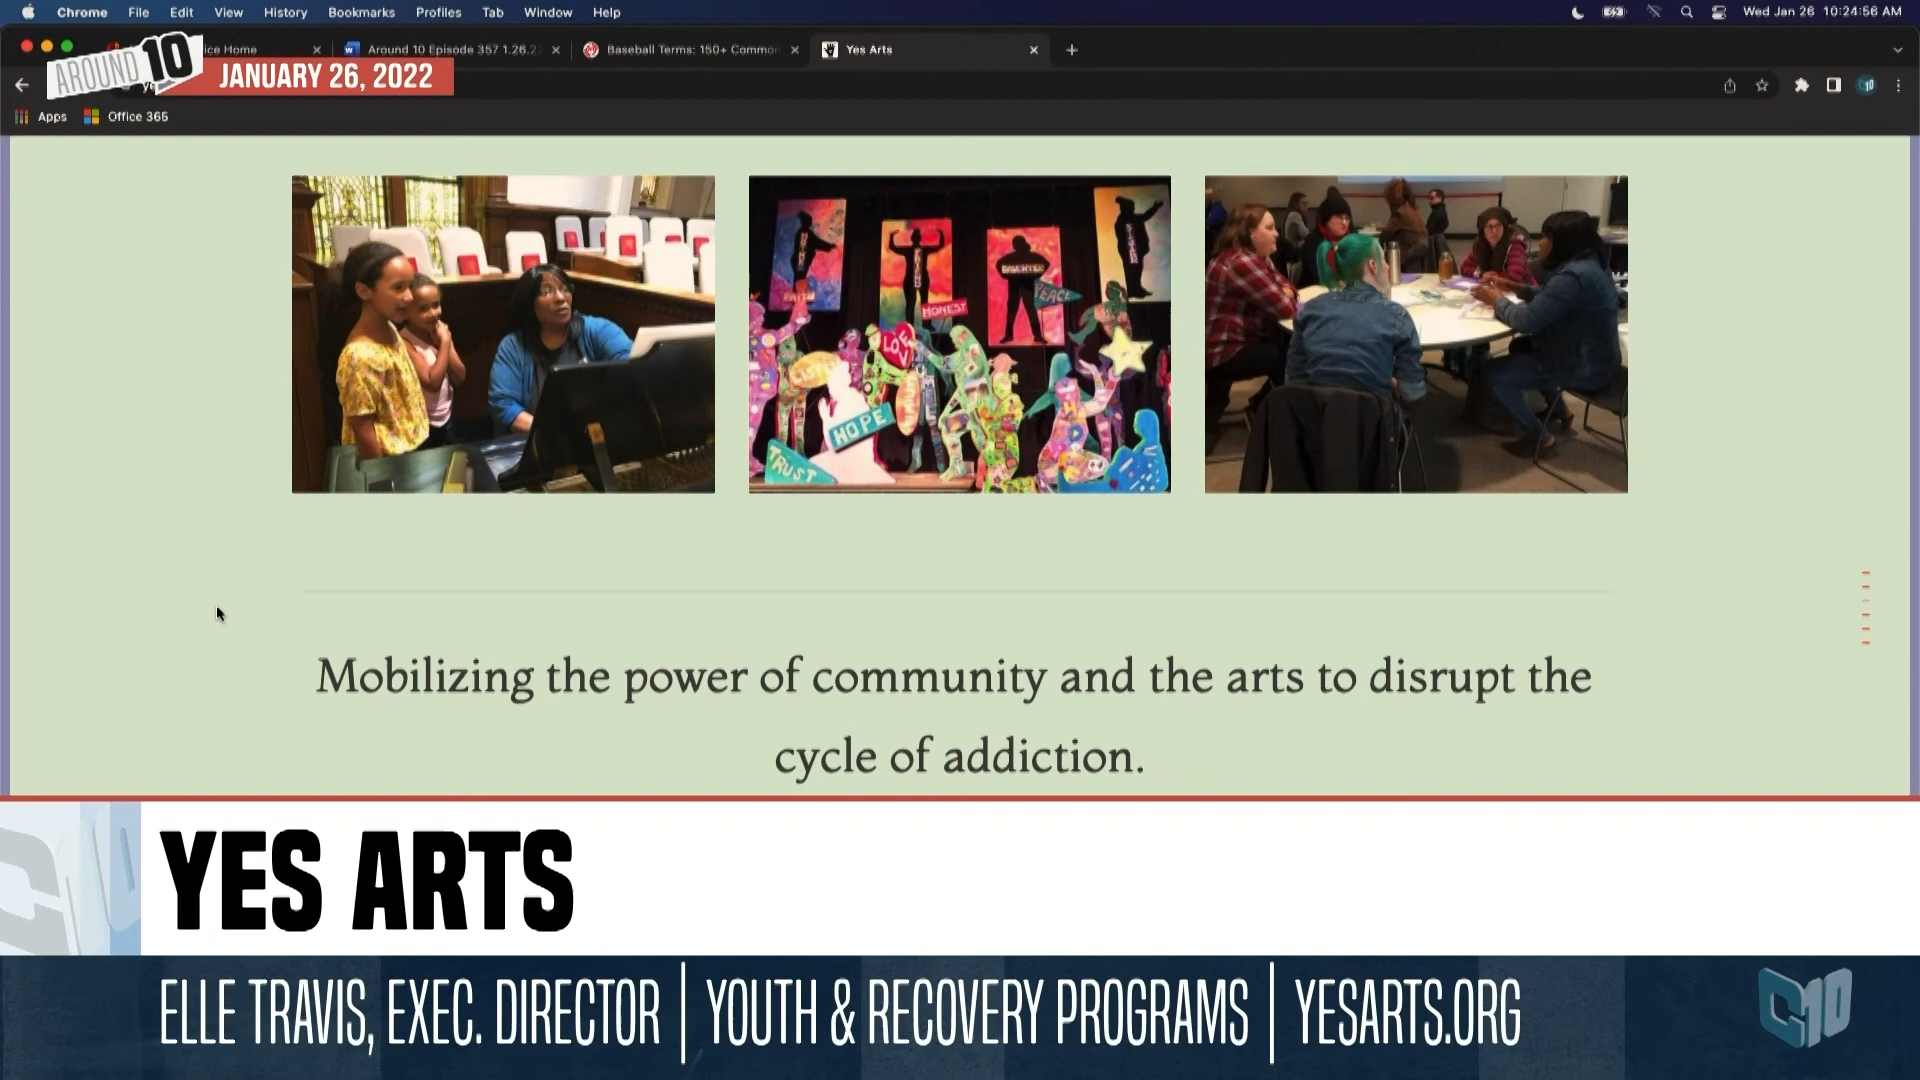 Chrome File Edit View History Bookmarks Profiles Tab Window Help Wed Jan 26 10:24:56 AM
ice Home Around 10 Episode 357 1.26.2 Baseball Terms: 150+ Common Yes Arts
AROUND 10
JANUARY 26, 2022
Apps Office 365
FAITH
HONEST
PEACE
DAUGHTER
LOVE
HOPE
TRUST
Mobilizing the power of community and the arts to disrupt the
cycle of addiction.
YES ARTS
ELLE TRAVIS, EXEC. DIRECTOR | YOUTH & RECOVERY PROGRAMS | YESARTS.ORG
C10